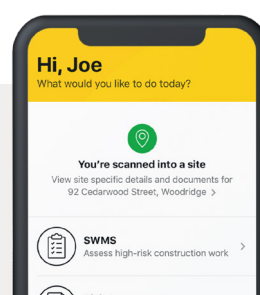 Hi, Joe
What would you like to do today?
You're scanned into a site
View site specific details and documents for
92 Cedarwood Street, Woodridge >
SWMS
Assess high-risk construction work >